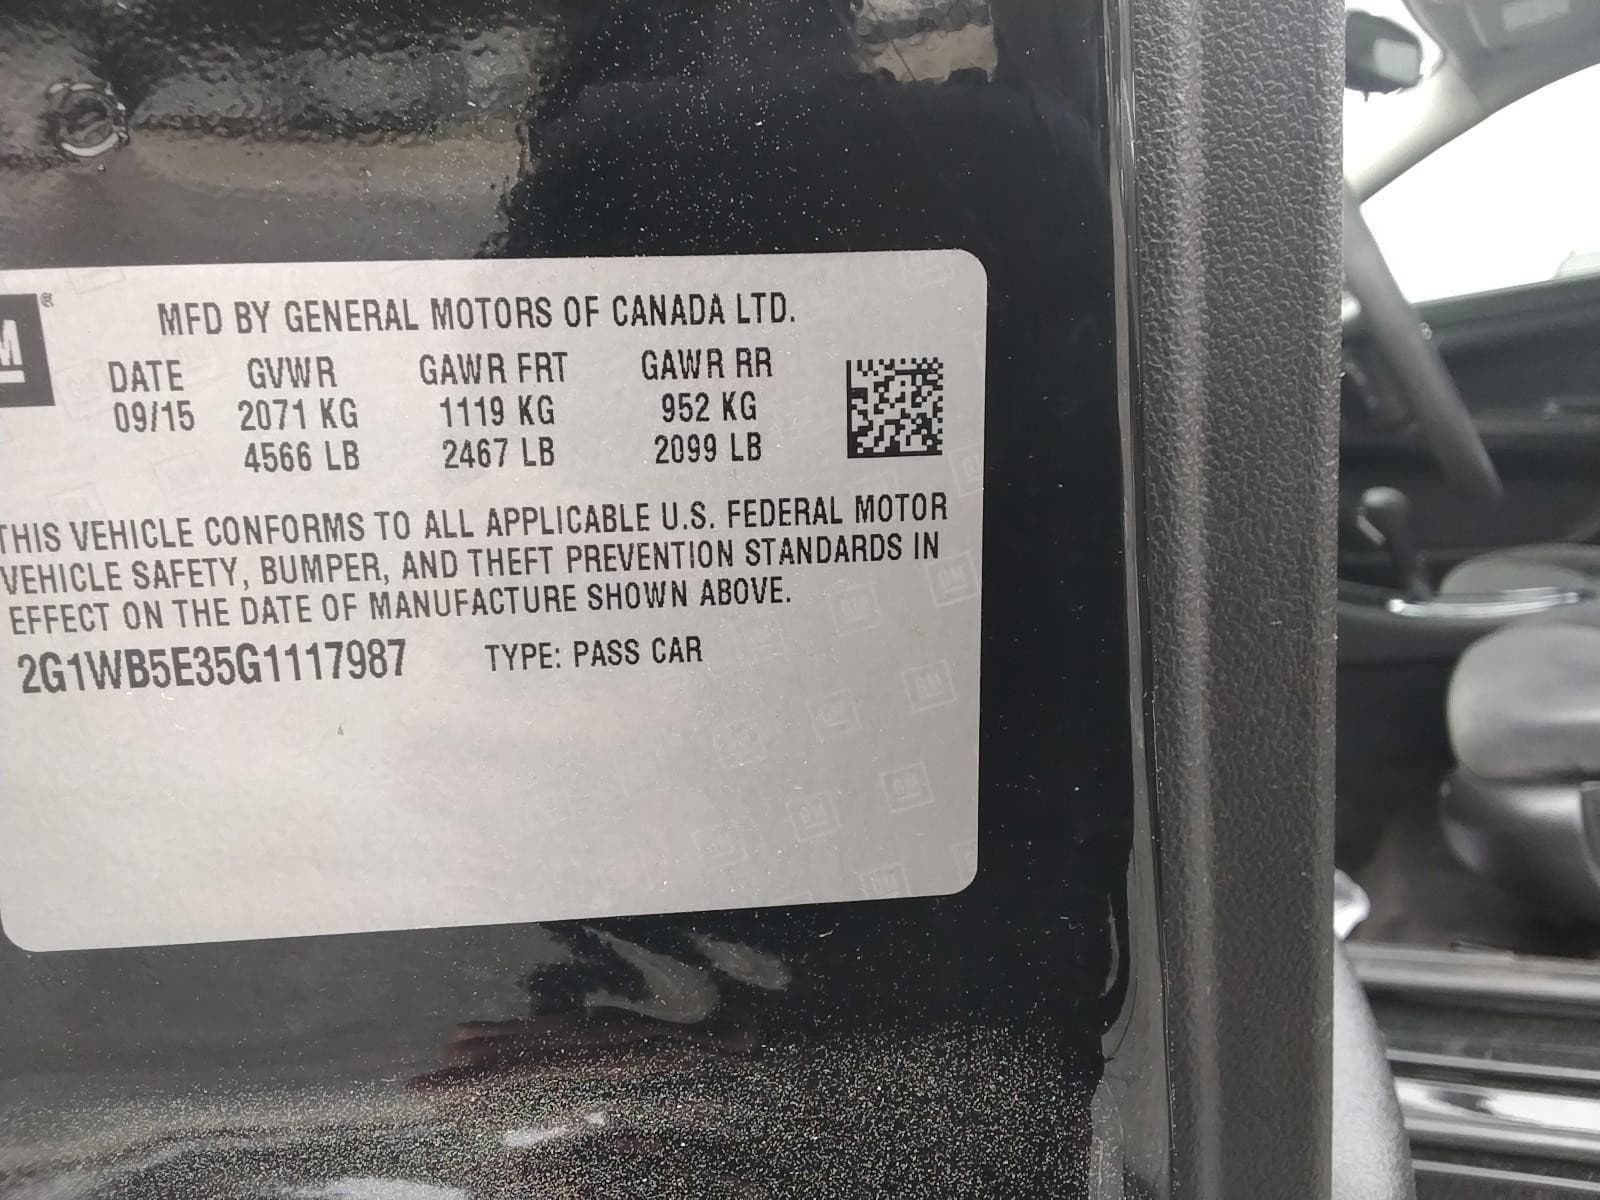 ®
MFD BY GENERAL MOTORS OF CANADA LTD.
DATE GVWR GAWR FRT GAWR RR
09/15 2071 KG 1119 KG 952 KG
4566 LB 2467 LB 2099 LB
THIS VEHICLE CONFORMS TO ALL APPLICABLE U.S. FEDERAL MOTOR
VEHICLE SAFETY, BUMPER, AND THEFT PREVENTION STANDARDS IN
EFFECT ON THE DATE OF MANUFACTURE SHOWN ABOVE.
2G1WB5E35G1117987 TYPE: PASS CAR